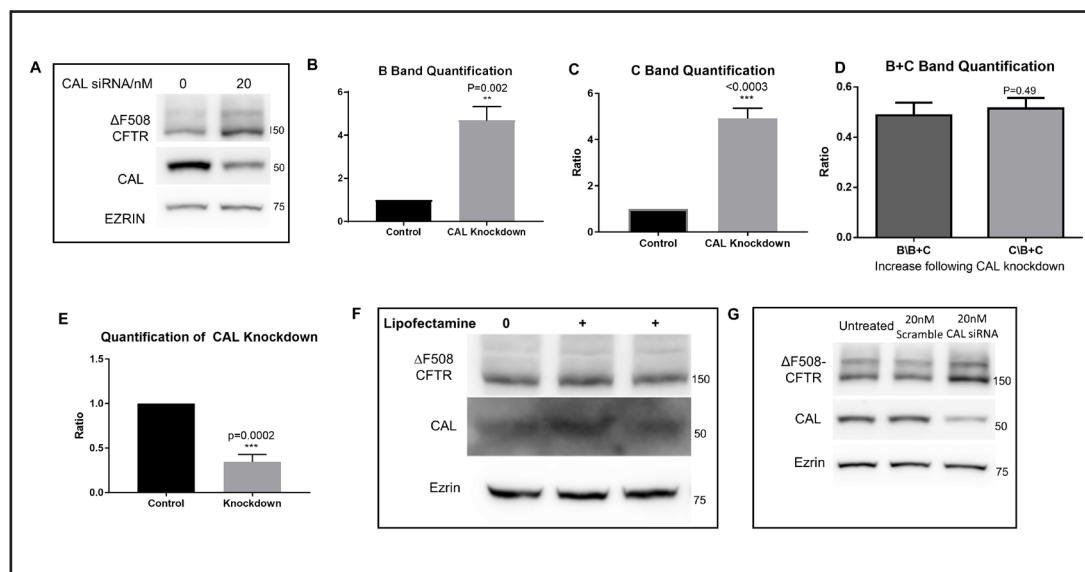 A
CAL siRNA/nM 0 20
ΔF508
CFTR
150
CAL
50
EZRIN
75
B
B Band Quantification
P=0.002
**
6
4
2
0
Ratio
Control CAL Knockdown
C
C Band Quantification
<0.0003
***
6
4
2
0
Ratio
Control CAL Knockdown
D
B+C Band Quantification
P=0.49
0.6
0.4
0.2
0.0
Ratio
B\B+C C\B+C
Increase following CAL knockdown
E
Quantification of CAL Knockdown
1.5
1.0
0.5
0.0
Ratio
p=0.0002
***
Control Knockdown
F
Lipofectamine 0 + +
ΔF508
CFTR
150
CAL
50
Ezrin
75
G
Untreated 20nM Scramble 20nM CAL siRNA
ΔF508-
CFTR
150
CAL
50
Ezrin
75